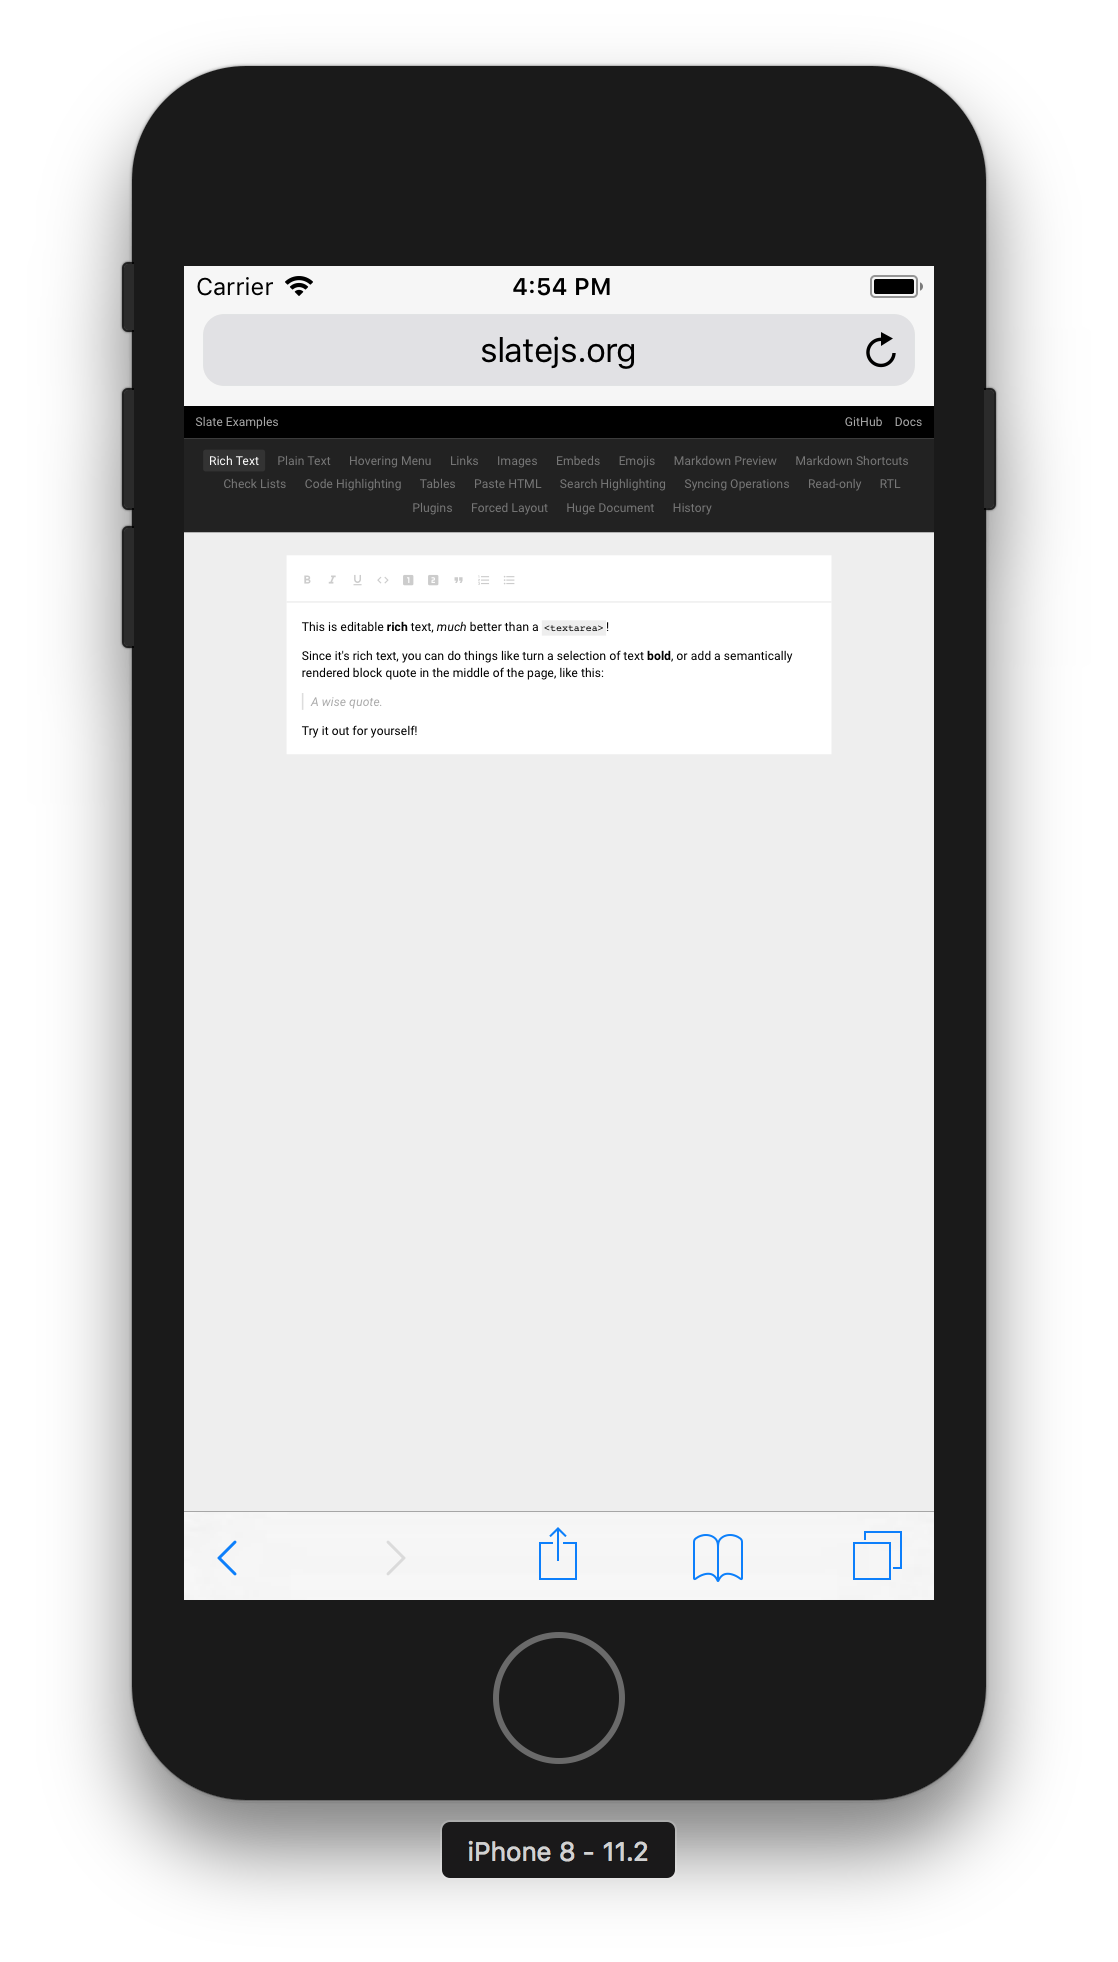 Carrier 4:54 PM
slatejs.org
Slate Examples GitHub Docs
Rich Text Plain Text Hovering Menu Links Images Embeds Emojis Markdown Preview Markdown Shortcuts
Check Lists Code Highlighting Tables Paste HTML Search Highlighting Syncing Operations Read-only RTL
Plugins Forced Layout Huge Document History
B I U <> 1 2 "
This is editable rich text, much better than a <textarea>!
Since it's rich text, you can do things like turn a selection of text bold, or add a semantically
rendered block quote in the middle of the page, like this:
A wise quote.
Try it out for yourself!
iPhone 8 - 11.2